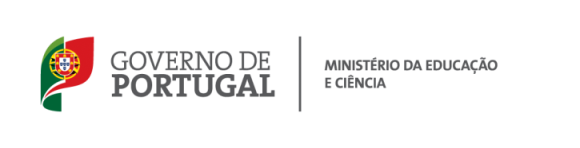 GOVERNO DE
PORTUGAL
MINISTÉRIO DA EDUCAÇÃO
E CIÊNCIA